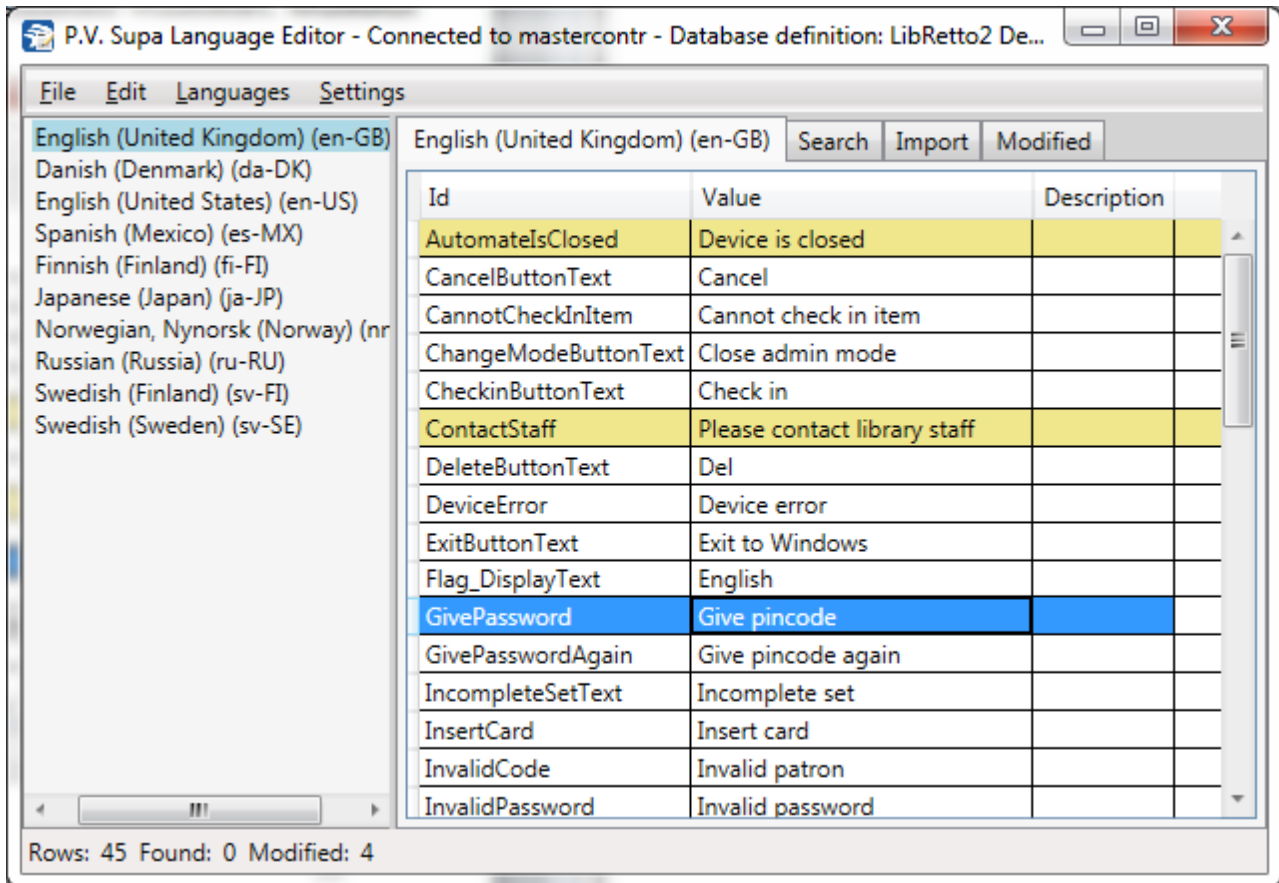 P.V. Supa Language Editor - Connected to mastercontr - Database definition: LibRetto2 De...
File Edit Languages Settings
English (United Kingdom) (en-GB)
Danish (Denmark) (da-DK)
English (United States) (en-US)
Spanish (Mexico) (es-MX)
Finnish (Finland) (fi-FI)
Japanese (Japan) (ja-JP)
Norwegian, Nynorsk (Norway) (nr
Russian (Russia) (ru-RU)
Swedish (Finland) (sv-FI)
Swedish (Sweden) (sv-SE)
English (United Kingdom) (en-GB) Search Import Modified
Id Value Description
AutomateIsClosed Device is closed
CancelButtonText Cancel
CannotCheckInItem Cannot check in item
ChangeModeButtonText Close admin mode
CheckinButtonText Check in
ContactStaff Please contact library staff
DeleteButtonText Del
DeviceError Device error
ExitButtonText Exit to Windows
Flag_DisplayText English
GivePassword Give pincode
GivePasswordAgain Give pincode again
IncompleteSetText Incomplete set
InsertCard Insert card
InvalidCode Invalid patron
InvalidPassword Invalid password
Rows: 45 Found: 0 Modified: 4